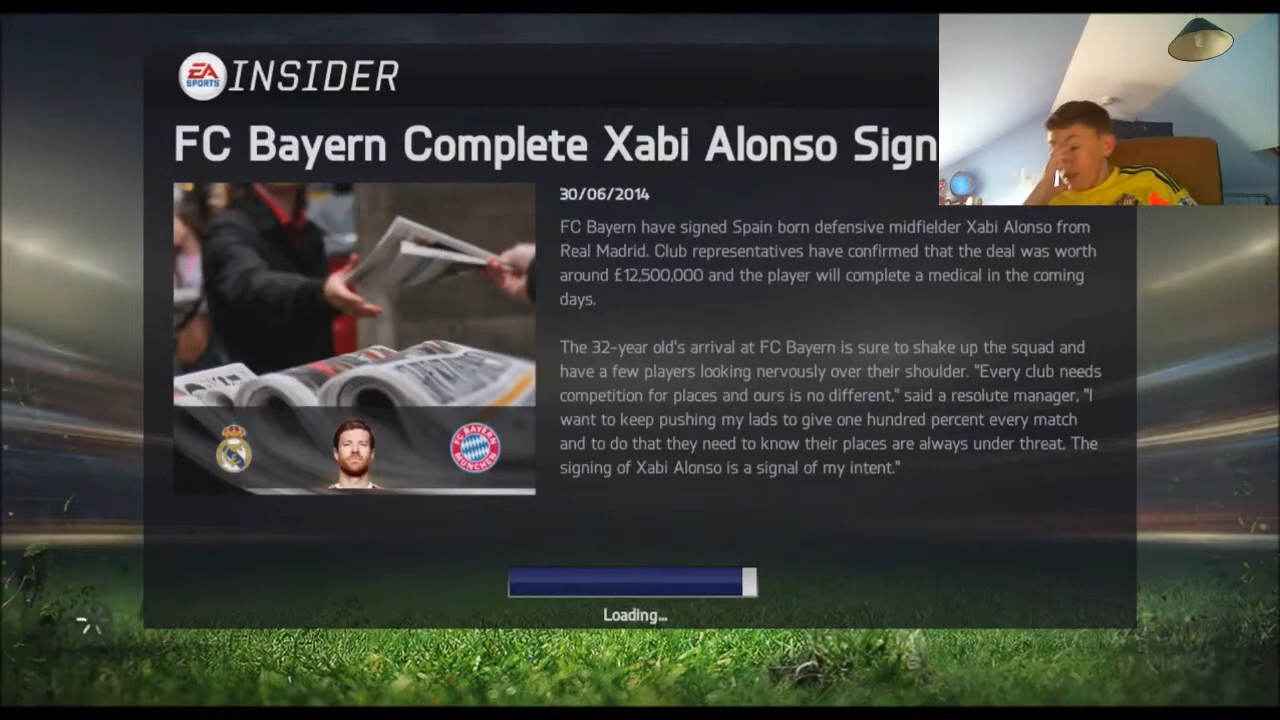 EA SPORTS INSIDER
FC Bayern Complete Xabi Alonso Sign
30/06/2014
FC Bayern have signed Spain born defensive midfielder Xabi Alonso from
Real Madrid. Club representatives have confirmed that the deal was worth
around £12,500,000 and the player will complete a medical in the coming
days.
The 32-year old's arrival at FC Bayern is sure to shake up the squad and
have a few players looking nervously over their shoulder. "Every club needs
competition for places and ours is no different," said a resolute manager, "I
want to keep pushing my lads to give one hundred percent every match
and to do that they need to know their places are always under threat. The
signing of Xabi Alonso is a signal of my intent."
FC BAYERN
MÜNCHEN
Loading...